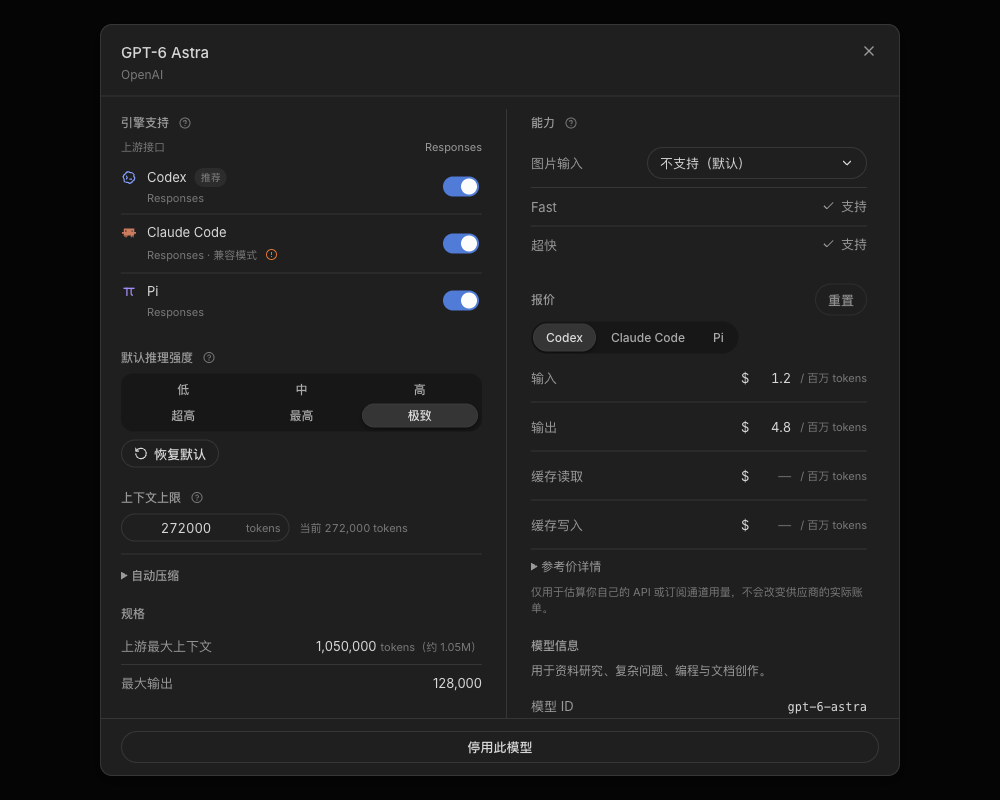 GPT-6 Astra
OpenAI
引擎支持
上游接口 Responses
Codex 推荐
Responses
Claude Code
Responses · 兼容模式
Pi
Responses
默认推理强度
低 中 高
超高 最高 极致
恢复默认
上下文上限
272000 tokens 当前 272,000 tokens
自动压缩
规格
上游最大上下文 1,050,000 tokens（约 1.05M）
最大输出 128,000
能力
图片输入 不支持（默认）
Fast 支持
超快 支持
报价 重置
Codex Claude Code Pi
输入 $ 1.2 / 百万 tokens
输出 $ 4.8 / 百万 tokens
缓存读取 $ — / 百万 tokens
缓存写入 $ — / 百万 tokens
参考价详情
仅用于估算你自己的 API 或订阅通道用量，不会改变供应商的实际账
单。
模型信息
用于资料研究、复杂问题、编程与文档创作。
模型 ID gpt-6-astra
停用此模型